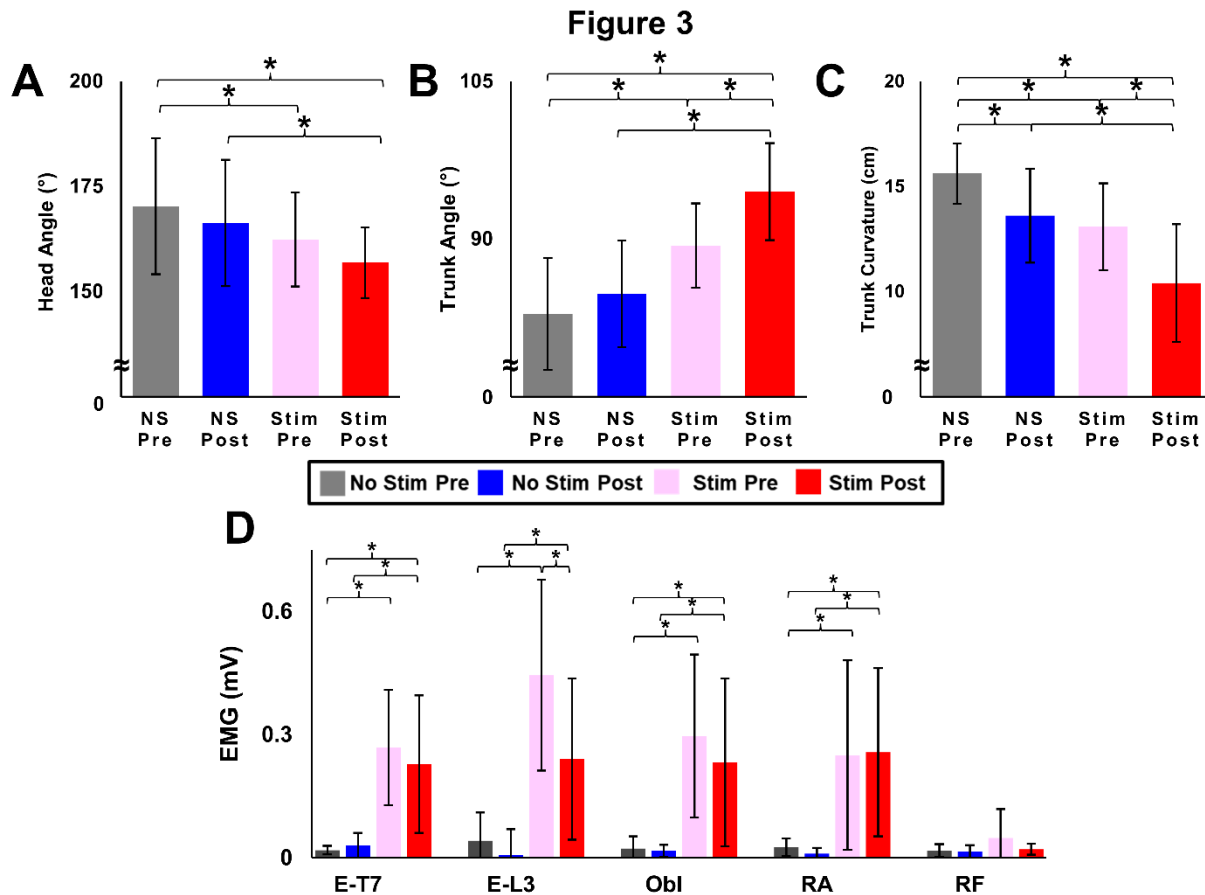 Figure 3
A
*
*
*
200
175
150
0
≈
Head Angle (°)
NS Pre
NS Post
Stim Pre
Stim Post
B
*
*
*
*
105
90
0
≈
Trunk Angle (°)
NS Pre
NS Post
Stim Pre
Stim Post
C
*
*
*
*
*
20
15
10
0
≈
Trunk Curvature (cm)
NS Pre
NS Post
Stim Pre
Stim Post
No Stim Pre
No Stim Post
Stim Pre
Stim Post
D
*
*
*
*
*
*
*
*
*
*
*
*
0.6
0.3
0
EMG (mV)
E-T7
E-L3
Obl
RA
RF